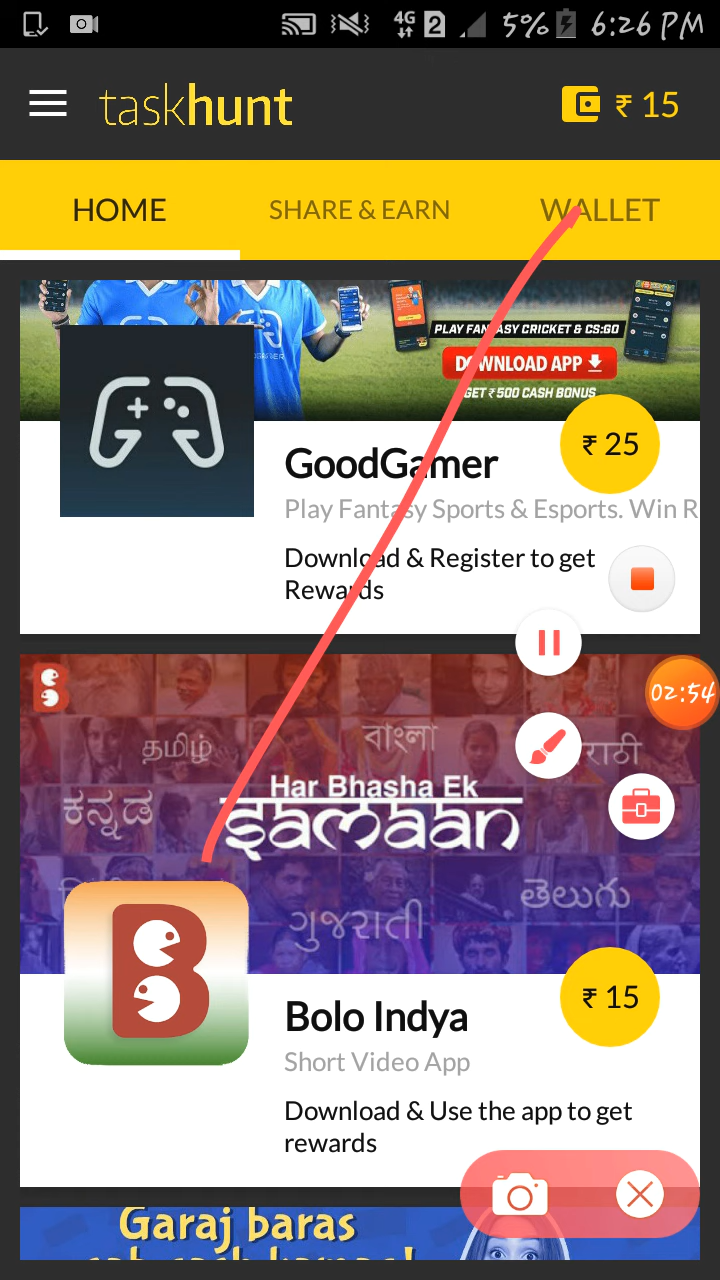 4G 2 5% 6:26 PM
taskhunt ₹ 15
HOME SHARE & EARN WALLET
PLAY FANTASY CRICKET & CS:GO
DOWNLOAD APP
GET ₹500 CASH BONUS
₹ 25
GoodGamer
Play Fantasy Sports & Esports. Win R
Download & Register to get
Rewards
02:54
தமிழ் বাংলা राठी
ಕನ್ನಡ
Har Bhasha Ek
samaan
తెలుగు
ગુજરાતી
B
₹ 15
Bolo Indya
Short Video App
Download & Use the app to get
rewards
Garaj baras